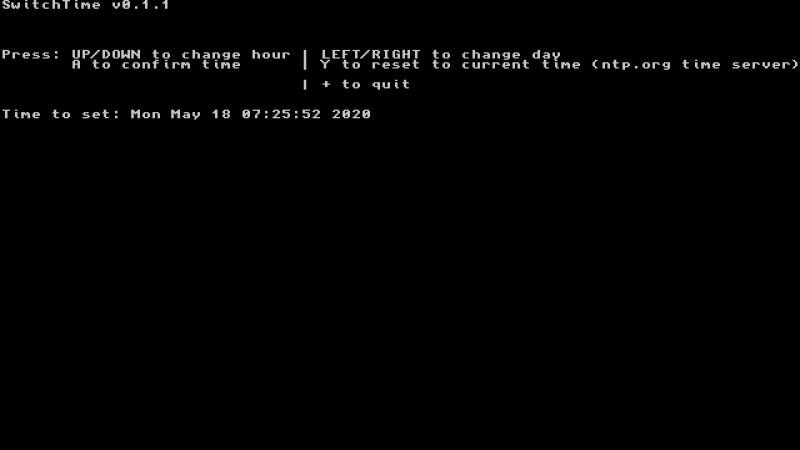 SwitchTime v0.1.1
Press: UP/DOWN to change hour | LEFT/RIGHT to change day
A to confirm time | Y to reset to current time (ntp.org time server)
| + to quit
Time to set: Mon May 18 07:25:52 2020